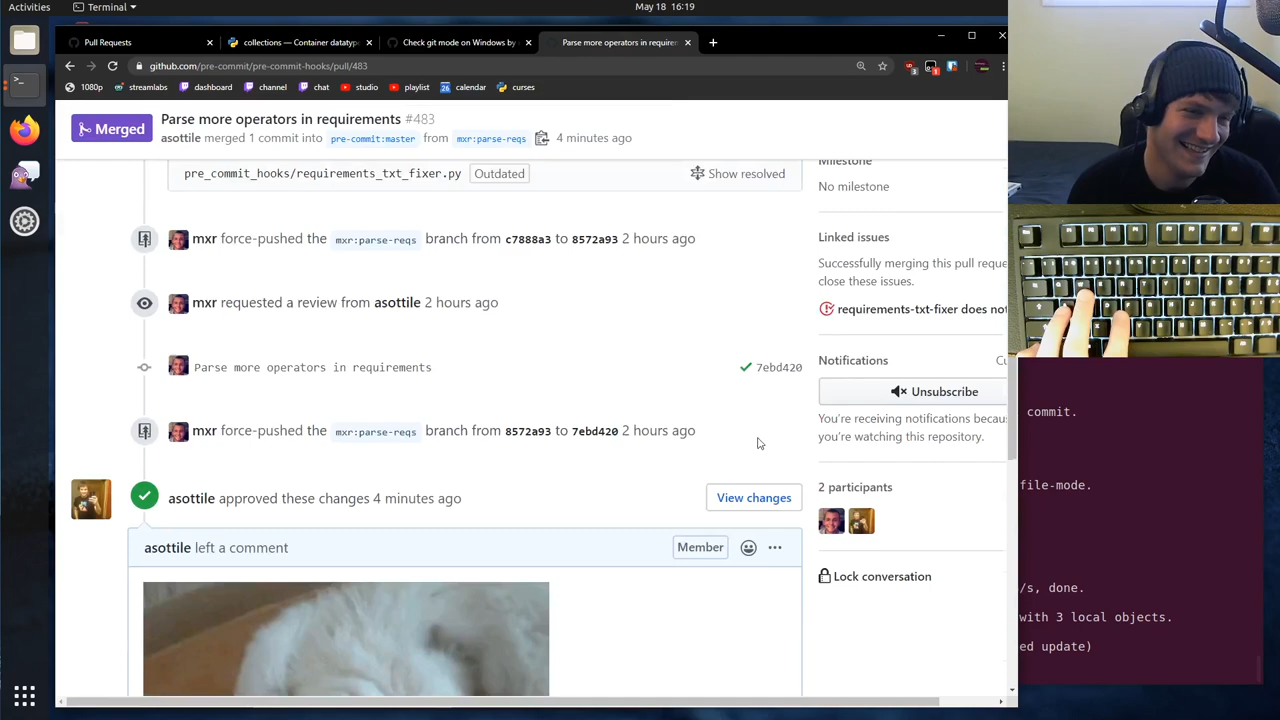 Activities
Terminal
May 18 16:19
Pull Requests
collections — Container datatyp
Check git mode on Windows by
Parse more operators in requirem
github.com/pre-commit/pre-commit-hooks/pull/483
1080p
streamlabs
dashboard
channel
chat
studio
playlist
26
calendar
curses
3
1
Merged
Parse more operators in requirements #483
asottile merged 1 commit into pre-commit:master from mxr:parse-reqs 4 minutes ago
pre_commit_hooks/requirements_txt_fixer.py
Outdated
Show resolved
mxr force-pushed the mxr:parse-reqs branch from c7888a3 to 8572a93 2 hours ago
mxr requested a review from asottile 2 hours ago
Parse more operators in requirements
7ebd420
mxr force-pushed the mxr:parse-reqs branch from 8572a93 to 7ebd420 2 hours ago
asottile approved these changes 4 minutes ago
View changes
asottile left a comment
Member
Milestone
No milestone
Linked issues
Successfully merging this pull reque
close these issues.
requirements-txt-fixer does not
Notifications
Cu
Unsubscribe
You're receiving notifications becau
you're watching this repository.
2 participants
Lock conversation
commit.
file-mode.
/s, done.
with 3 local objects.
ed update)